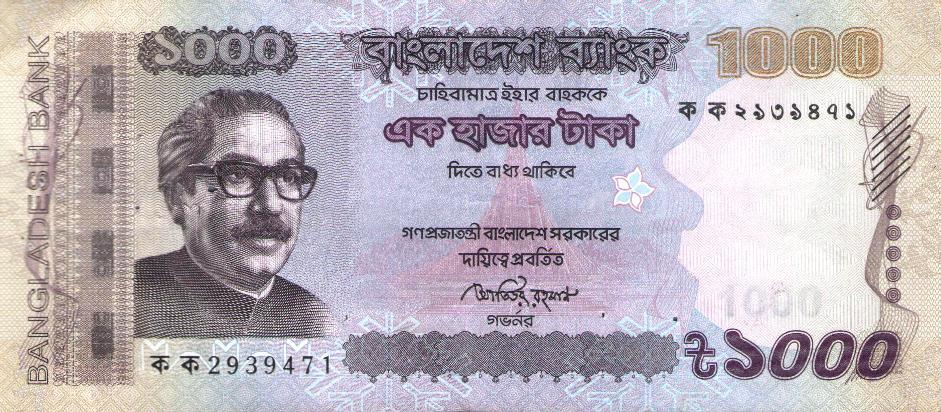 ১০০০
বাংলাদেশ ব্যাংক
1000
চাহিবামাত্র ইহার বাহককে
ক ক ২৯৩৯৪৭১
এক হাজার টাকা
দিতে বাধ্য থাকিবে
গণপ্রজাতন্ত্রী বাংলাদেশ সরকারের
দায়িত্বে প্রবর্তিত
আতিউর রহমান
গভর্নর
1000
৳১০০০
ক ক 2939471
BANGLADESH BANK